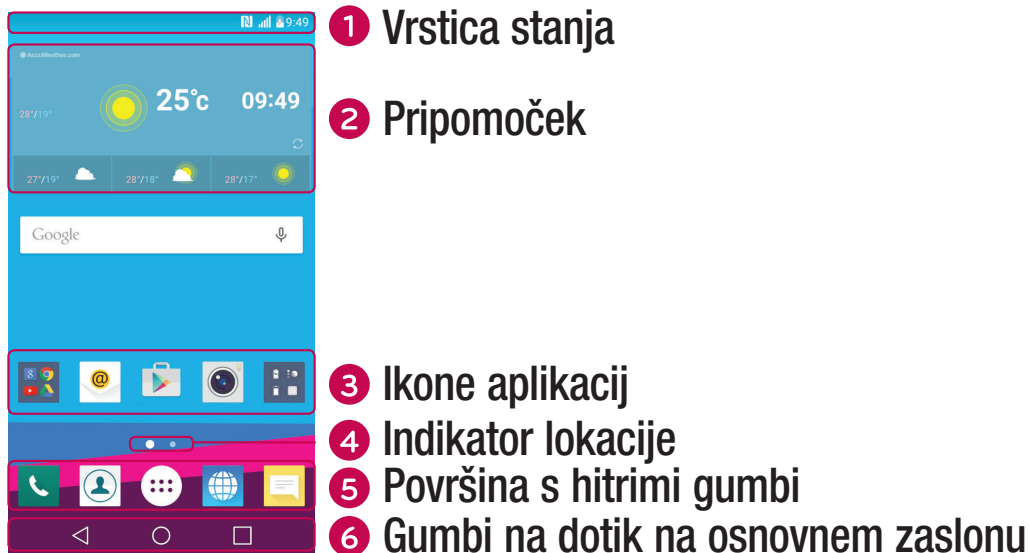 9:49
1 Vrstica stanja
AccuWeather.com
28°/19°
25°c
09:49
2 Pripomoček
27°/19°
28°/18°
28°/17°
Google
3 Ikone aplikacij
4 Indikator lokacije
5 Površina s hitrimi gumbi
6 Gumbi na dotik na osnovnem zaslonu